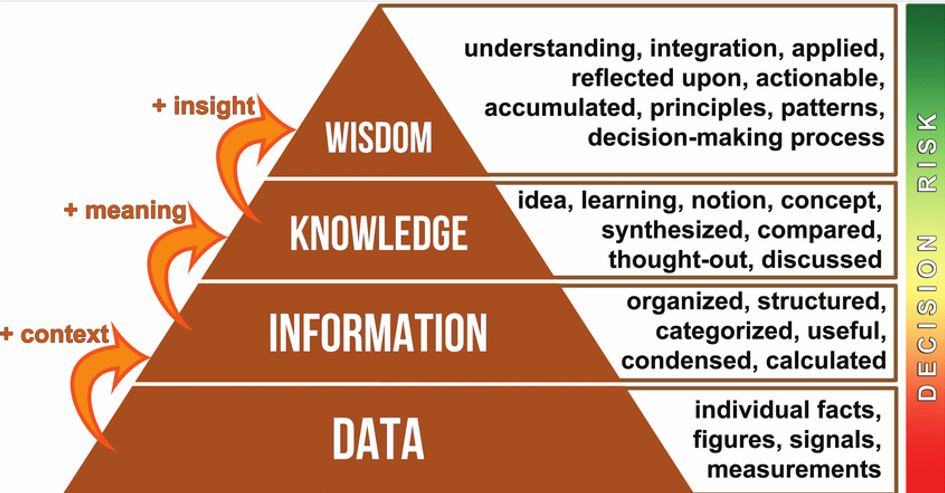 understanding, integration, applied,
reflected upon, actionable,
accumulated, principles, patterns,
decision-making process
+ insight
WISDOM
idea, learning, notion, concept,
synthesized, compared,
thought-out, discussed
+ meaning
KNOWLEDGE
organized, structured,
categorized, useful,
condensed, calculated
+ context
INFORMATION
individual facts,
figures, signals,
measurements
DATA
DECISION RISK